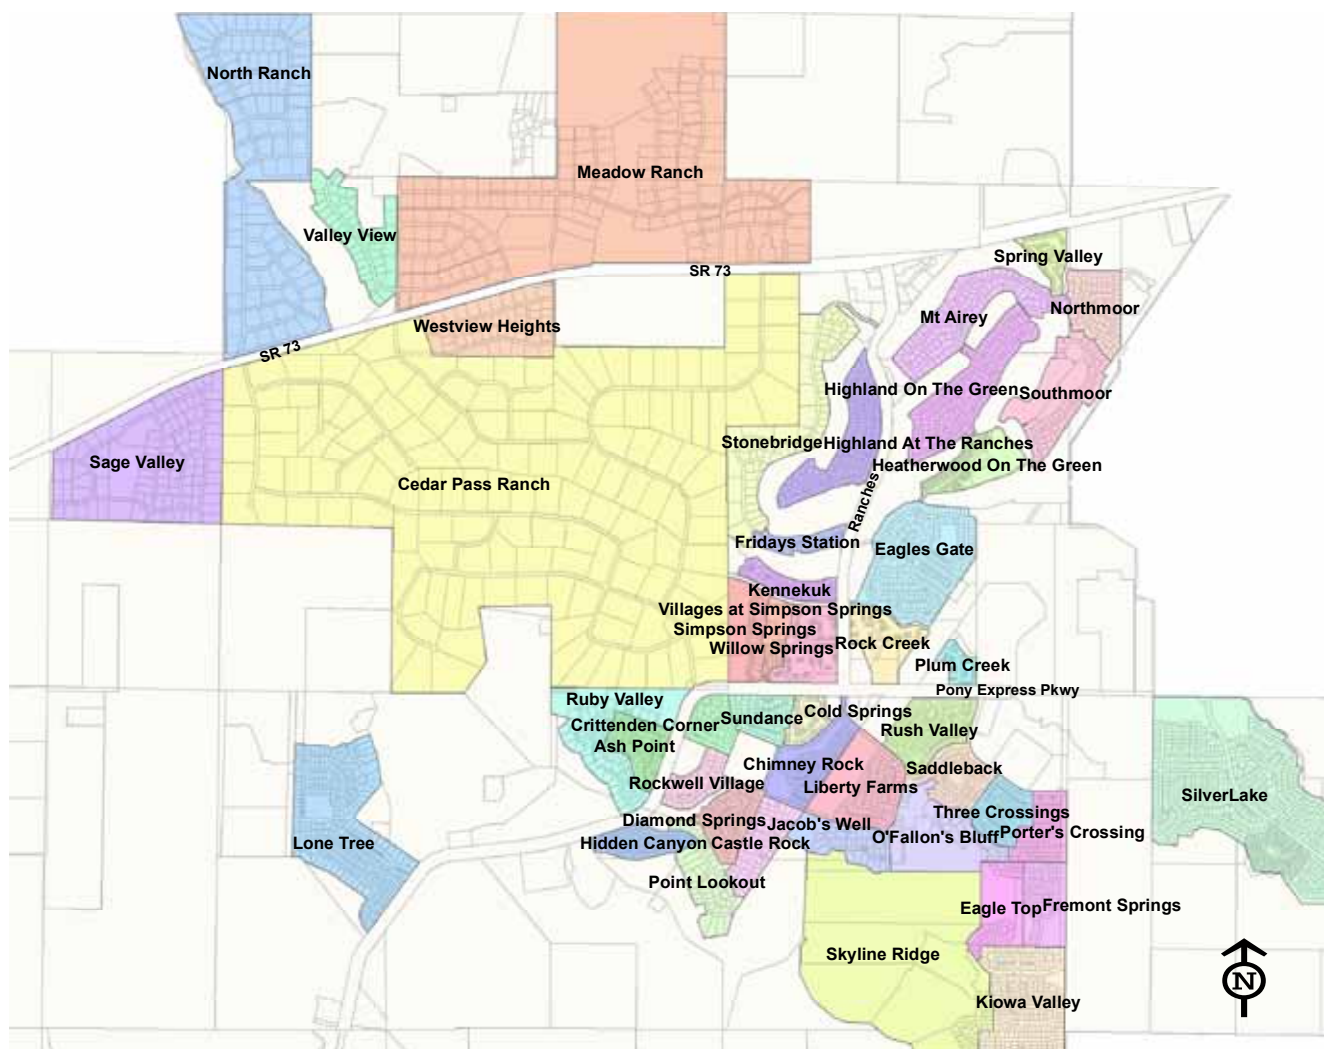 North Ranch
Meadow Ranch
Valley View
Spring Valley
SR 73
Northmoor
Mt Airey
Westview Heights
SR 73
Highland On The Green
Southmoor
Stonebridge
Highland At The Ranches
Sage Valley
Heatherwood On The Green
Cedar Pass Ranch
Ranches
Fridays Station
Eagles Gate
Kennekuk
Villages at Simpson Springs
Simpson Springs
Willow Springs
Rock Creek
Plum Creek
Pony Express Pkwy
Ruby Valley
Cold Springs
Sundance
Crittenden Corner
Rush Valley
Ash Point
Chimney Rock
Saddleback
Rockwell Village
Liberty Farms
SilverLake
Three Crossings
Diamond Springs
Jacob's Well
Porter's Crossing
O'Fallon's Bluff
Lone Tree
Hidden Canyon
Castle Rock
Point Lookout
Eagle Top
Fremont Springs
Skyline Ridge
N
Kiowa Valley